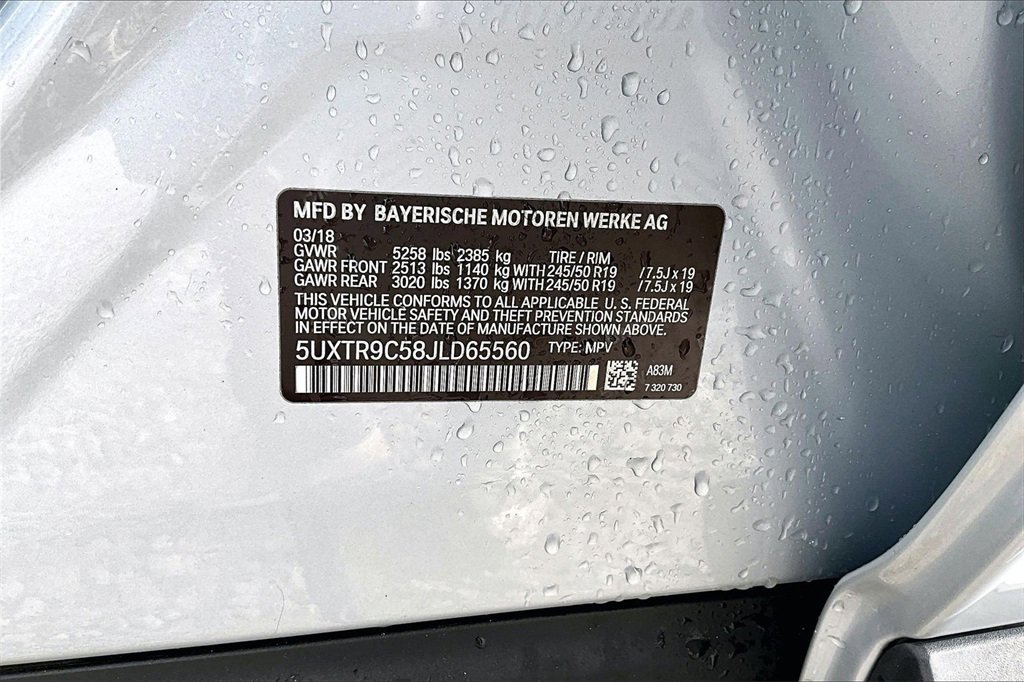 MFD BY BAYERISCHE MOTOREN WERKE AG
03/18
GVWR 5258 lbs 2385 kg TIRE / RIM
GAWR FRONT 2513 lbs 1140 kg WITH 245/50 R19 / 7.5J x 19
GAWR REAR 3020 lbs 1370 kg WITH 245/50 R19 / 7.5J x 19
THIS VEHICLE CONFORMS TO ALL APPLICABLE U. S. FEDERAL
MOTOR VEHICLE SAFETY AND THEFT PREVENTION STANDARDS
IN EFFECT ON THE DATE OF MANUFACTURE SHOWN ABOVE.
5UXTR9C58JLD65560 TYPE: MPV
A83M
7 320 730